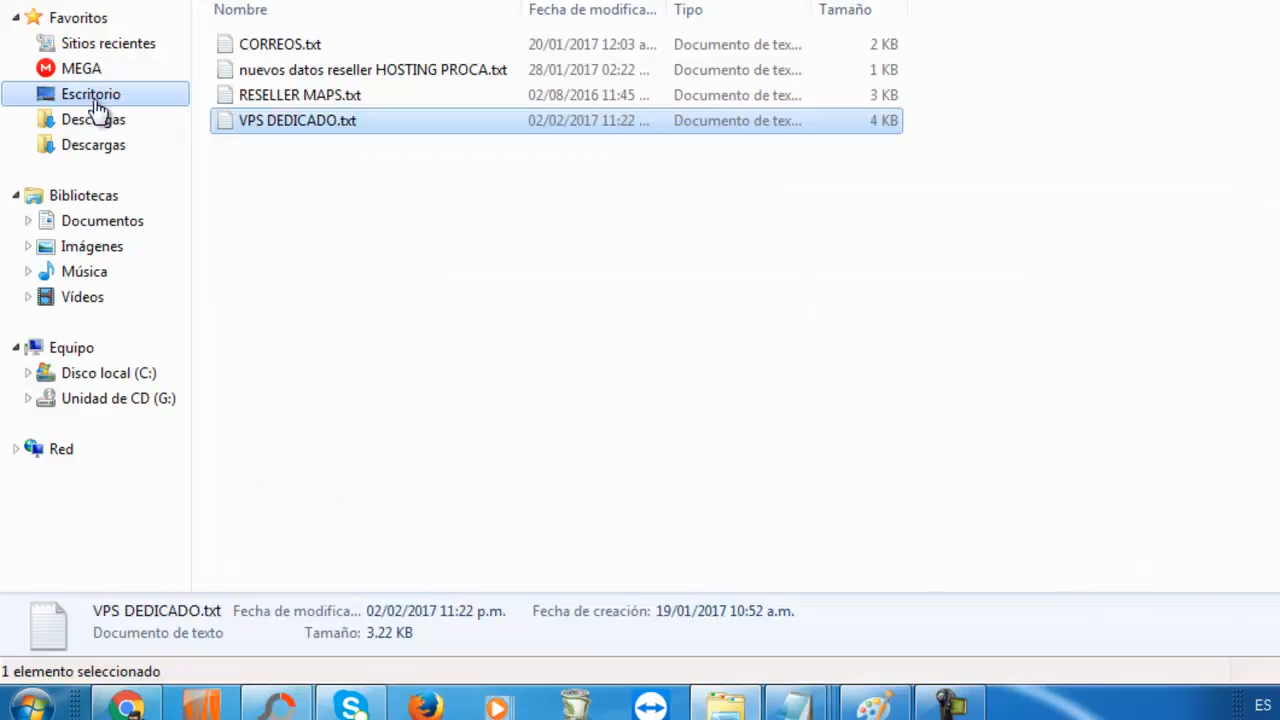 Favoritos
Sitios recientes
MEGA
Escritorio
Descargas
Descargas
Bibliotecas
Documentos
Imágenes
Música
Vídeos
Equipo
Disco local (C:)
Unidad de CD (G:)
Red
Nombre Fecha de modifica... Tipo Tamaño
CORREOS.txt 20/01/2017 12:03 a... Documento de tex... 2 KB
nuevos datos reseller HOSTING PROCA.txt 28/01/2017 02:22 ... Documento de tex... 1 KB
RESELLER MAPS.txt 02/08/2016 11:45 ... Documento de tex... 3 KB
VPS DEDICADO.txt 02/02/2017 11:22 ... Documento de tex... 4 KB
VPS DEDICADO.txt Fecha de modifica... 02/02/2017 11:22 p.m. Fecha de creación: 19/01/2017 10:52 a.m.
Documento de texto Tamaño: 3.22 KB
1 elemento seleccionado
ES